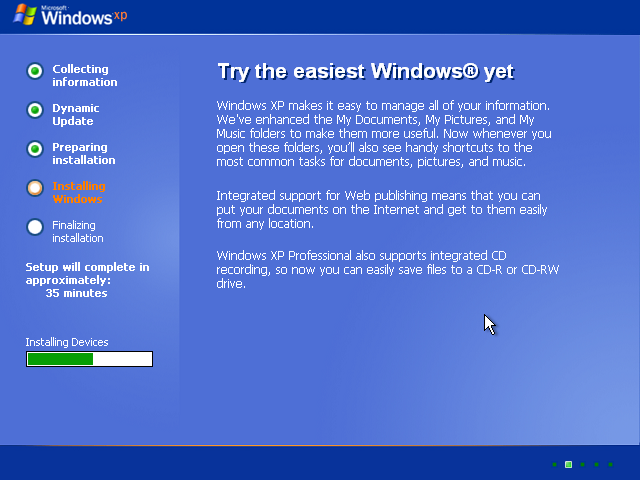 Microsoft
Windows xp
Collecting
information
Dynamic
Update
Preparing
installation
Installing
Windows
Finalizing
installation
Setup will complete in
approximately:
35 minutes
Installing Devices
Try the easiest Windows® yet
Windows XP makes it easy to manage all of your information.
We've enhanced the My Documents, My Pictures, and My
Music folders to make them more useful. Now whenever you
open these folders, you'll also see handy shortcuts to the
most common tasks for documents, pictures, and music.
Integrated support for Web publishing means that you can
put your documents on the Internet and get to them easily
from any location.
Windows XP Professional also supports integrated CD
recording, so now you can easily save files to a CD-R or CD-RW
drive.